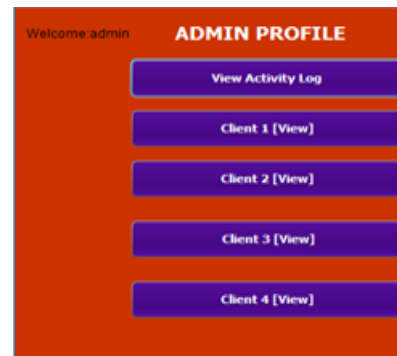 Welcome:admin ADMIN PROFILE
View Activity Log
Client 1 [View]
Client 2 [View]
Client 3 [View]
Client 4 [View]